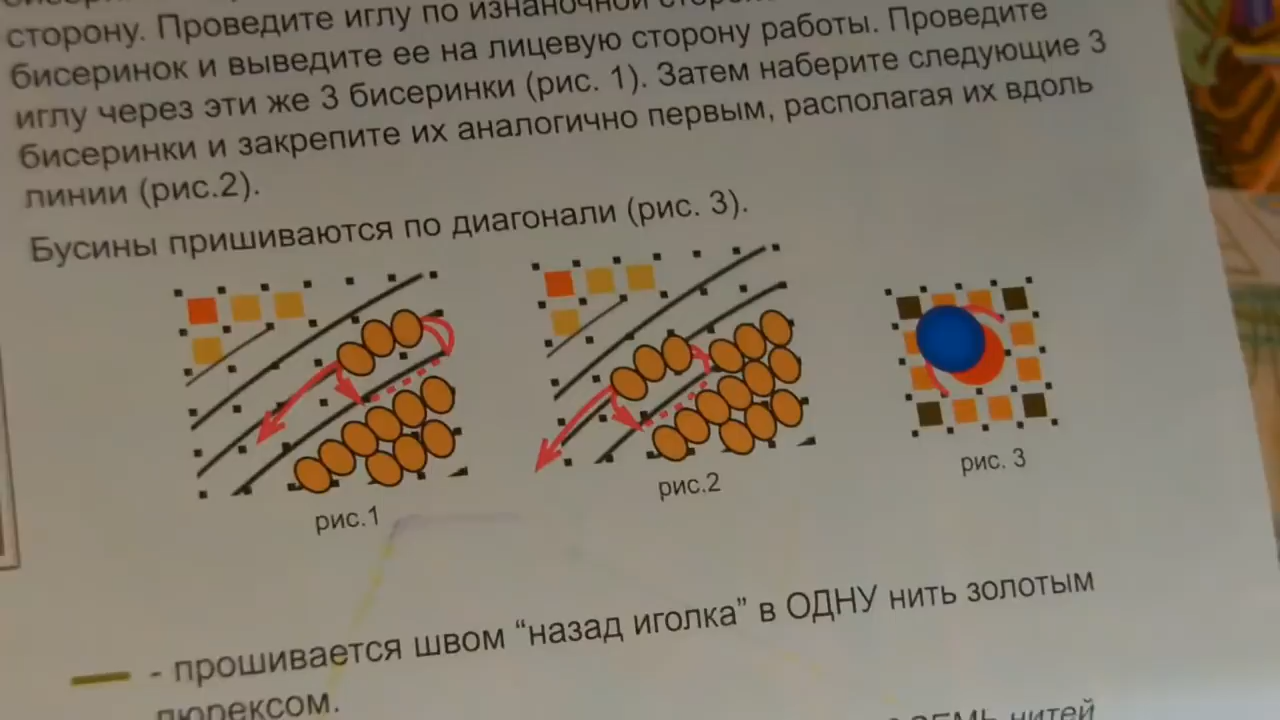 сторону. Проведите иглу по изнаночной
бисеринок и выведите ее на лицевую сторону работы. Проведите
иглу через эти же 3 бисеринки (рис. 1). Затем наберите следующие 3
бисеринки и закрепите их аналогично первым, располагая их вдоль
линии (рис.2).
Бусины пришиваются по диагонали (рис. 3).
рис.1
рис.2
рис. 3
- прошивается швом “назад иголка” в ОДНУ нить золотым
люрексом.
нитей